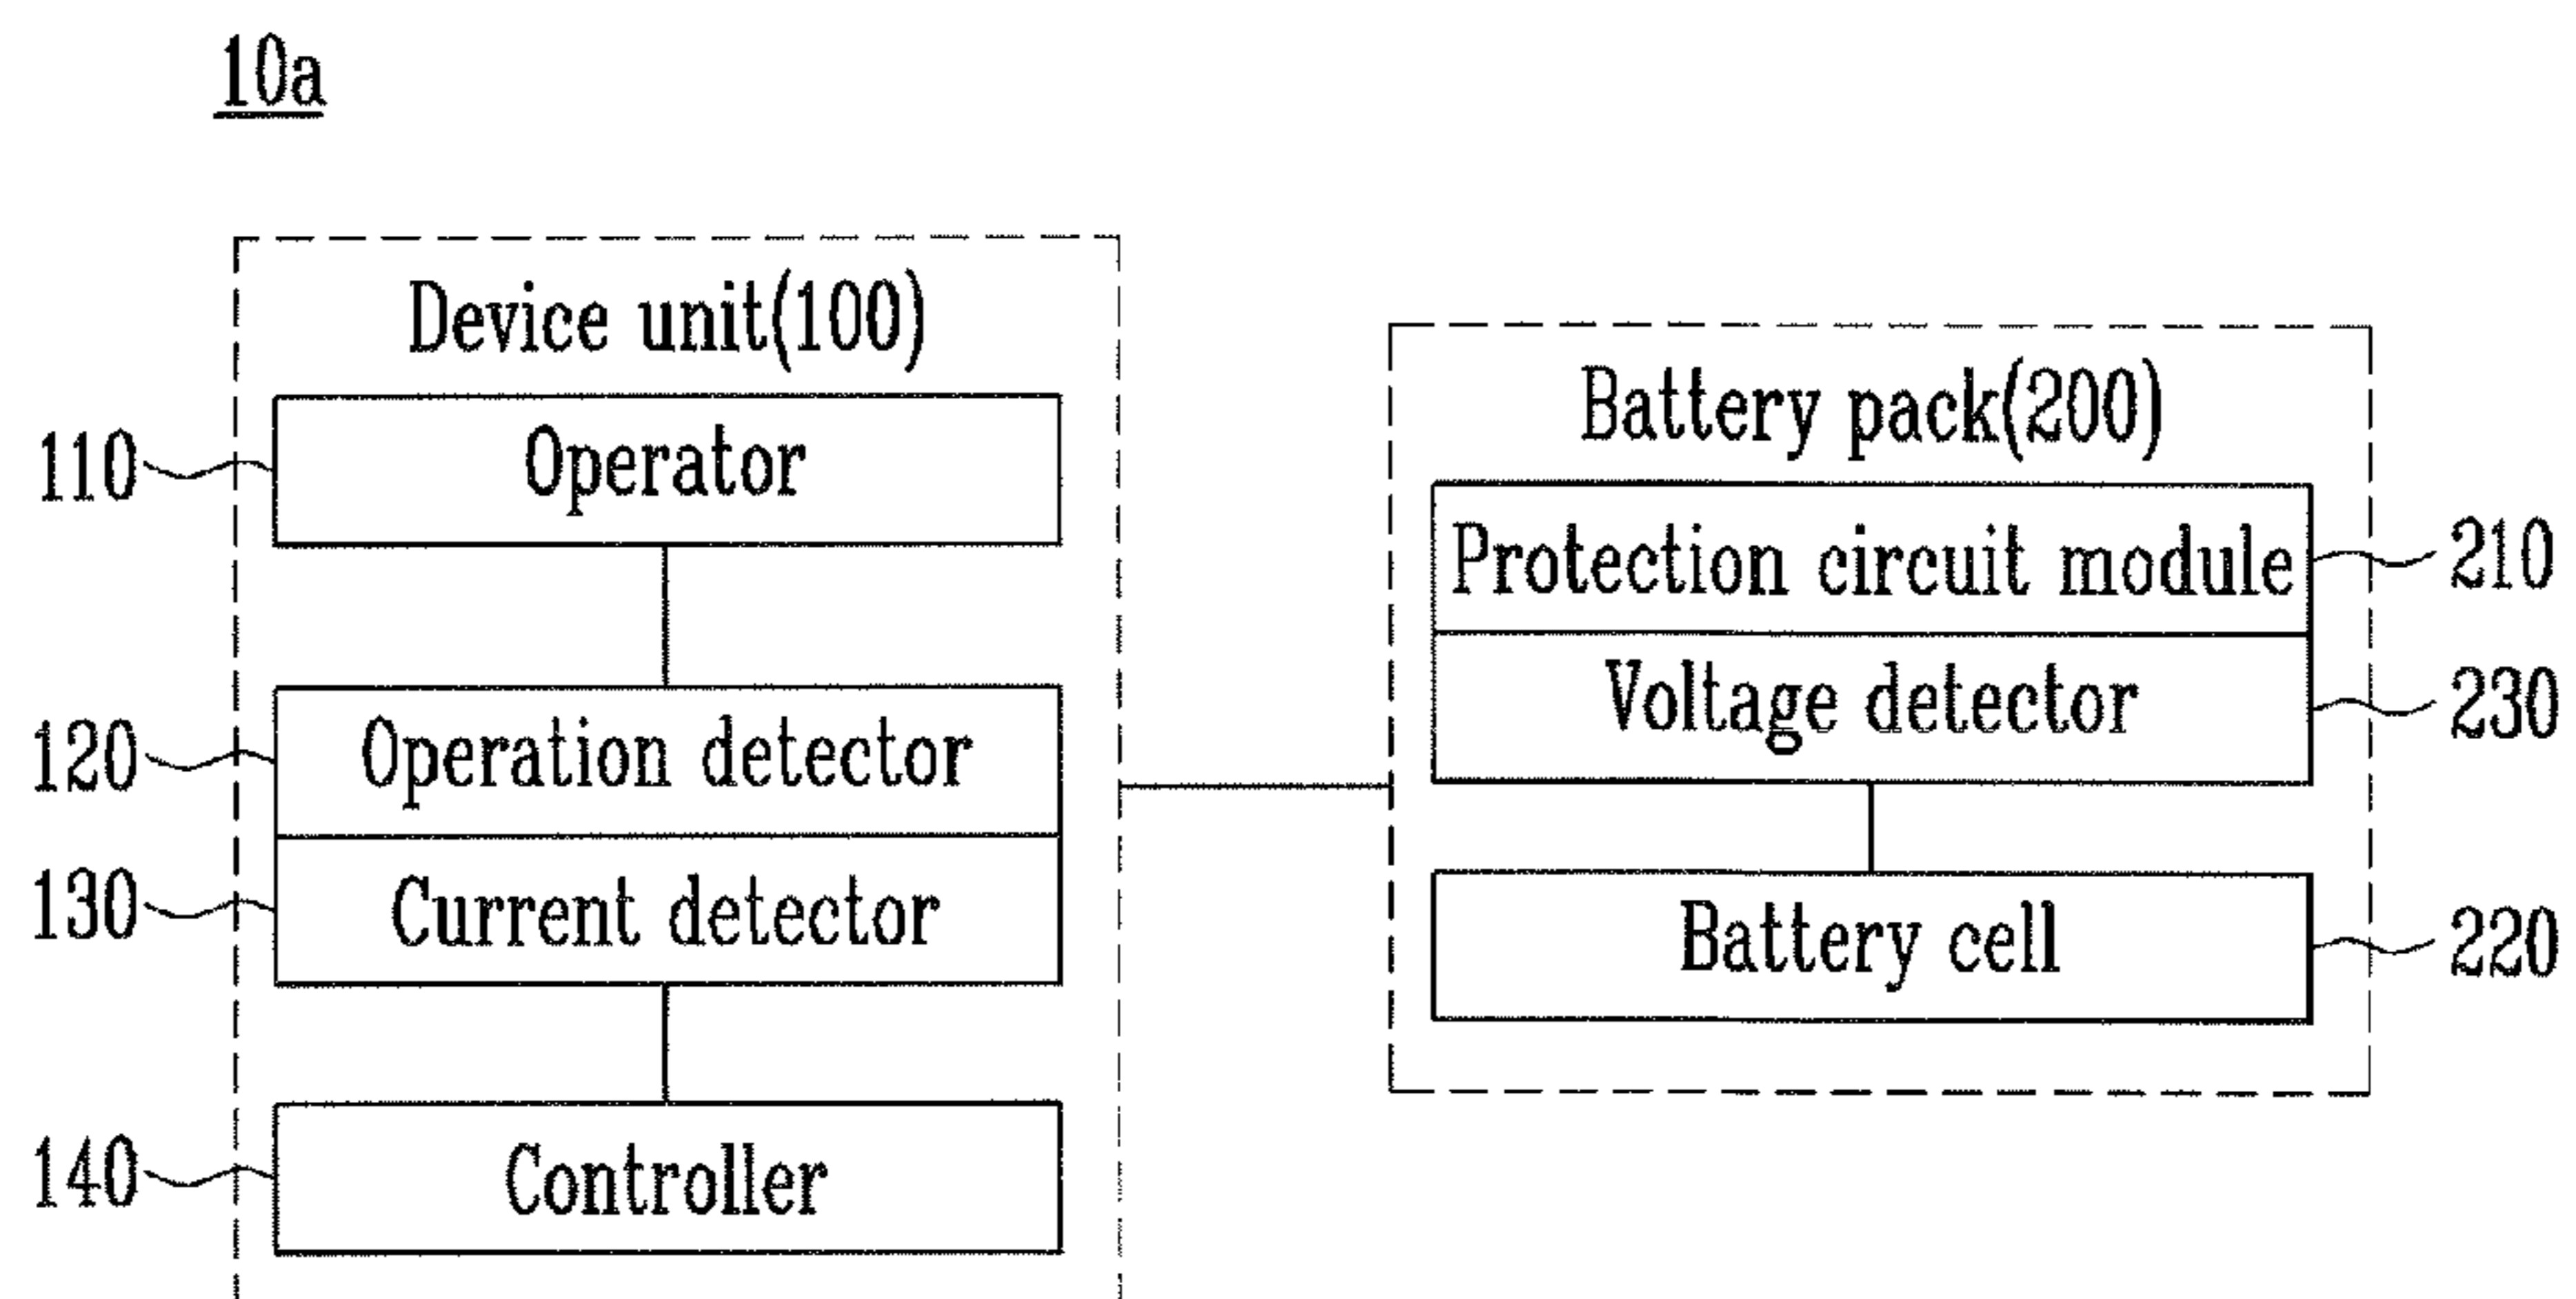 10a
Device unit(100)
110 Operator
120 Operation detector
130 Current detector
140 Controller
Battery pack(200)
Protection circuit module 210
Voltage detector 230
Battery cell 220